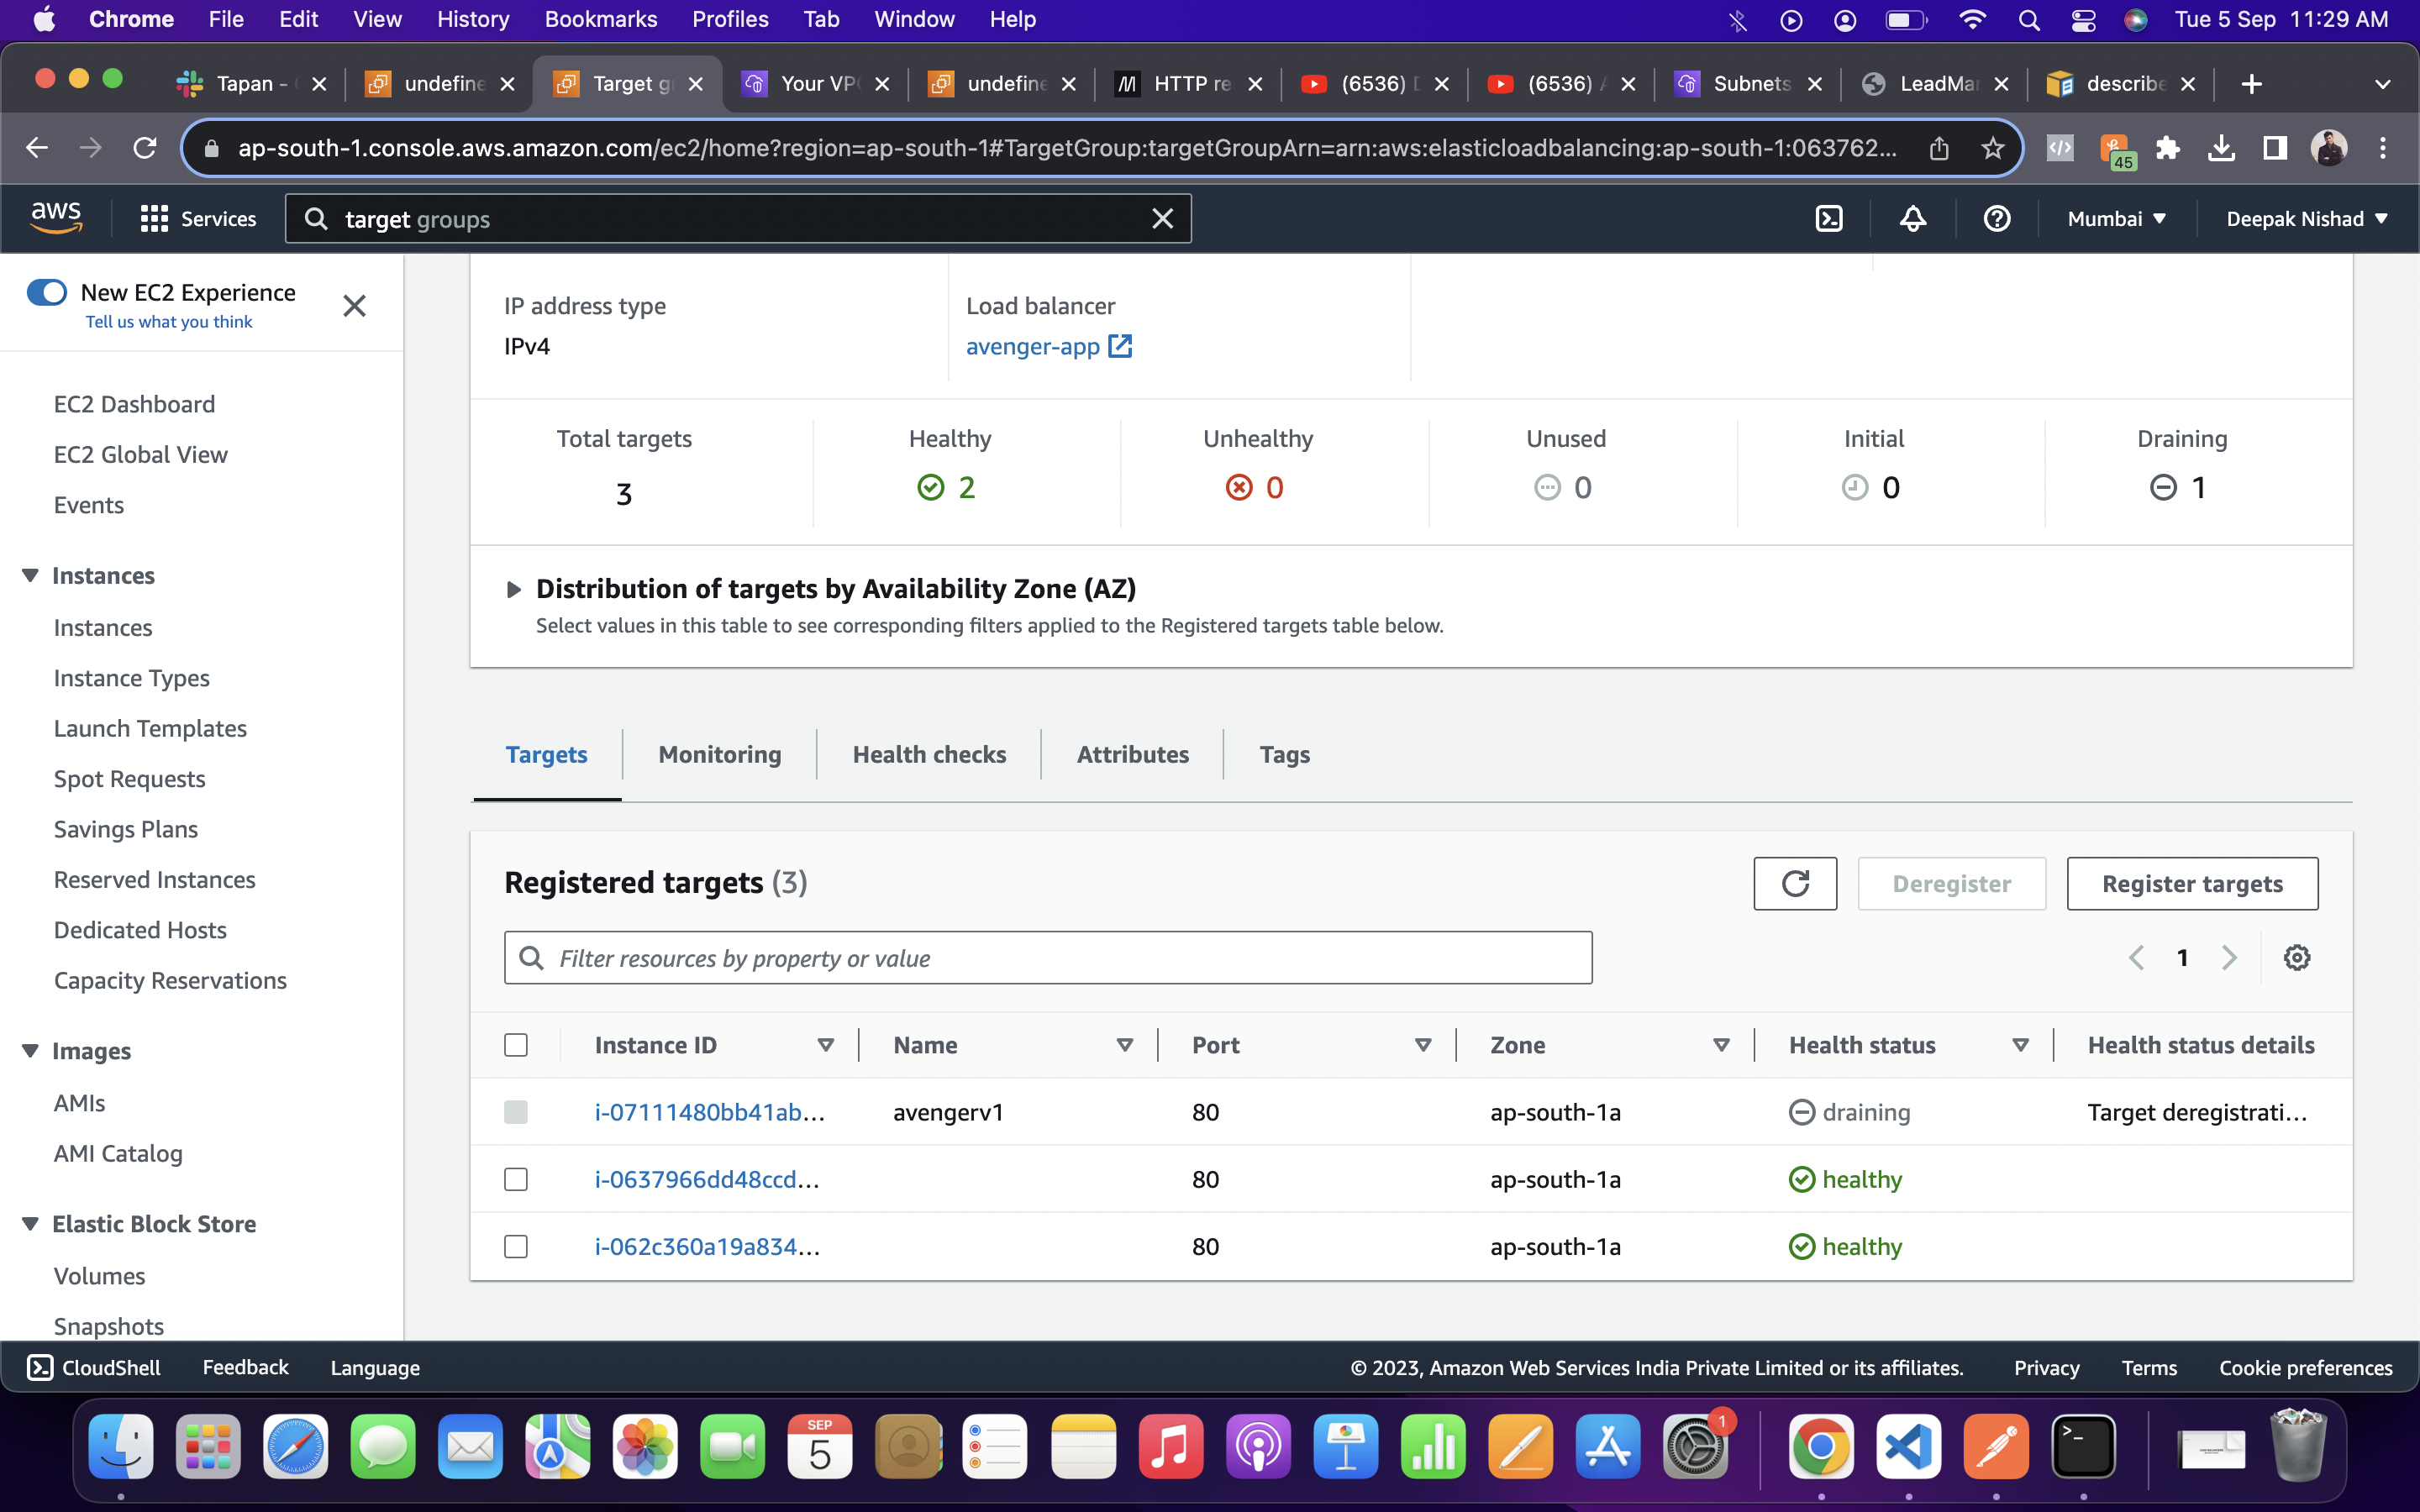 Chrome File Edit View History Bookmarks Profiles Tab Window Help Tue 5 Sep 11:29 AM
Tapan - undefine Target g Your VP undefine HTTP re (6536) (6536) Subnets LeadMa describe
ap-south-1.console.aws.amazon.com/ec2/home?region=ap-south-1#TargetGroup:targetGroupArn=arn:aws:elasticloadbalancing:ap-south-1:063762...
45
aws Services target groups Mumbai Deepak Nishad
New EC2 Experience
Tell us what you think
EC2 Dashboard
EC2 Global View
Events
Instances
Instances
Instance Types
Launch Templates
Spot Requests
Savings Plans
Reserved Instances
Dedicated Hosts
Capacity Reservations
Images
AMIs
AMI Catalog
Elastic Block Store
Volumes
Snapshots
IP address type Load balancer
IPv4 avenger-app
Total targets Healthy Unhealthy Unused Initial Draining
3 2 0 0 0 1
Distribution of targets by Availability Zone (AZ)
Select values in this table to see corresponding filters applied to the Registered targets table below.
Targets Monitoring Health checks Attributes Tags
Registered targets (3) Deregister Register targets
Filter resources by property or value 1
Instance ID Name Port Zone Health status Health status details
i-07111480bb41ab... avengerv1 80 ap-south-1a draining Target deregistrati...
i-0637966dd48ccd... 80 ap-south-1a healthy
i-062c360a19a834... 80 ap-south-1a healthy
CloudShell Feedback Language © 2023, Amazon Web Services India Private Limited or its affiliates. Privacy Terms Cookie preferences
SEP
5
1